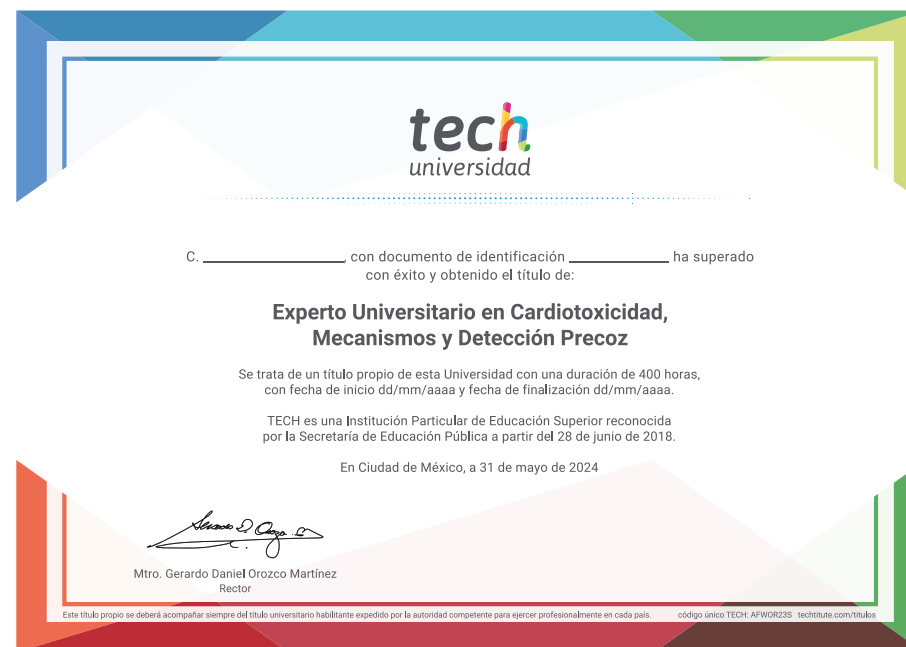 tech
universidad
C. ____________________, con documento de identificación ______________ ha superado
con éxito y obtenido el título de:
Experto Universitario en Cardiotoxicidad,
Mecanismos y Detección Precoz
Se trata de un título propio de esta Universidad con una duración de 400 horas,
con fecha de inicio dd/mm/aaaa y fecha de finalización dd/mm/aaaa.
TECH es una Institución Particular de Educación Superior reconocida
por la Secretaría de Educación Pública a partir del 28 de junio de 2018.
En Ciudad de México, a 31 de mayo de 2024
Mtro. Gerardo Daniel Orozco Martínez
Rector
Este título propio se deberá acompañar siempre del título universitario habilitante expedido por la autoridad competente para ejercer profesionalmente en cada país. código único TECH: AFWOR23S techtitute.com/titulos